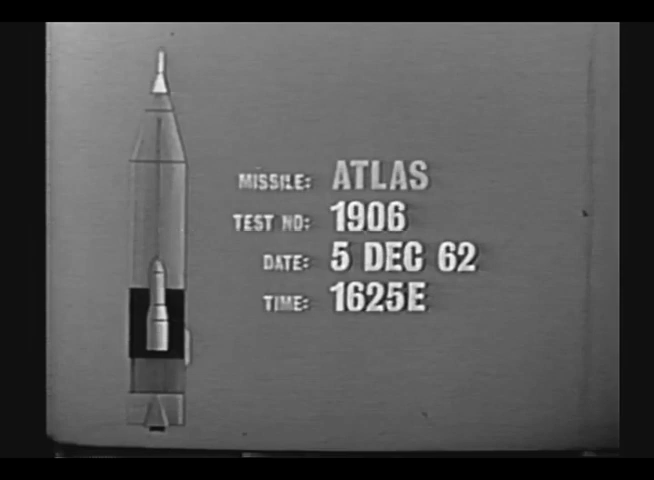 MISSILE: ATLAS
TEST NO: 1906
DATE: 5 DEC 62
TIME: 1625E